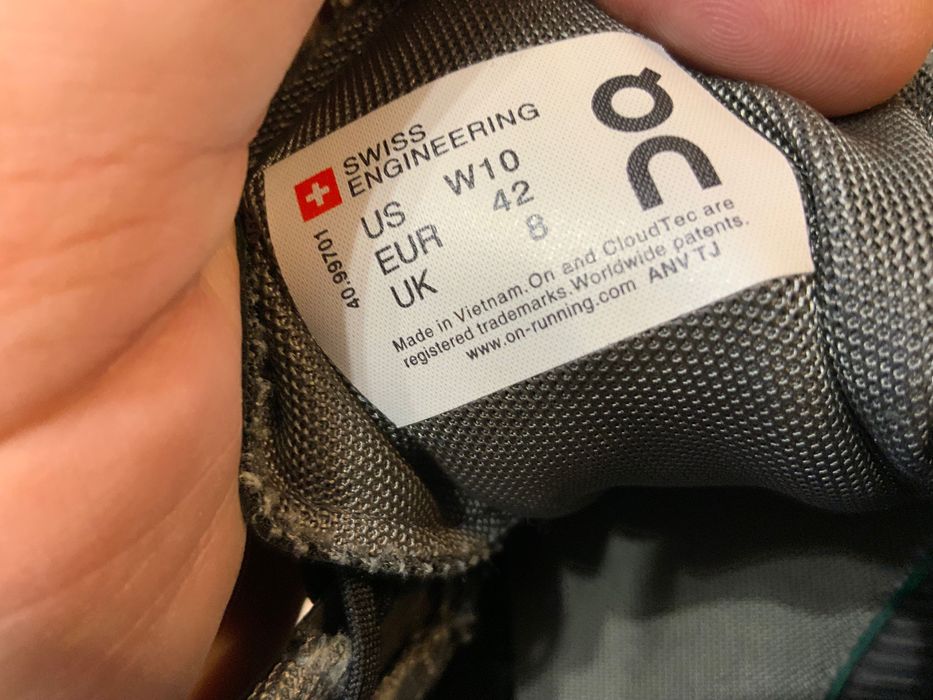 SWISS
ENGINEERING
US W10
EUR 42
UK 8
40.99701
Made in Vietnam.On and CloudTec are
registered trademarks.Worldwide patents.
www.on-running.com ANV TJ
On